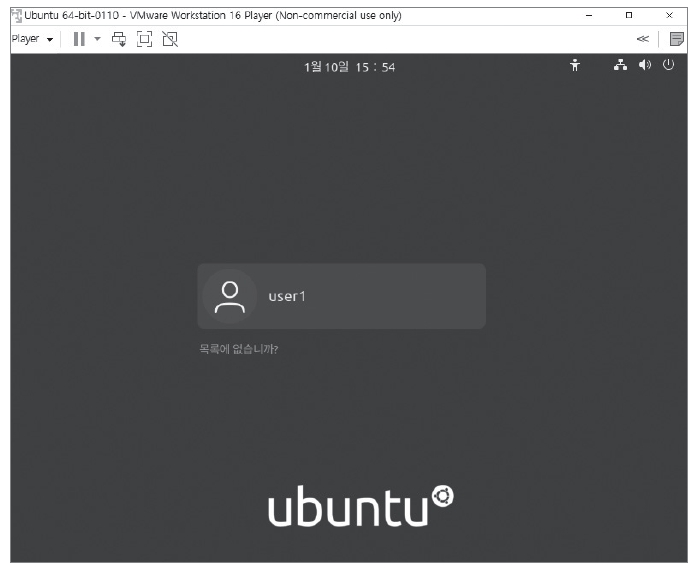 Ubuntu 64-bit-0110 - VMware Workstation 16 Player (Non-commercial use only)
Player
1월 10일 15 : 54
user1
목록에 없습니까?
ubuntu